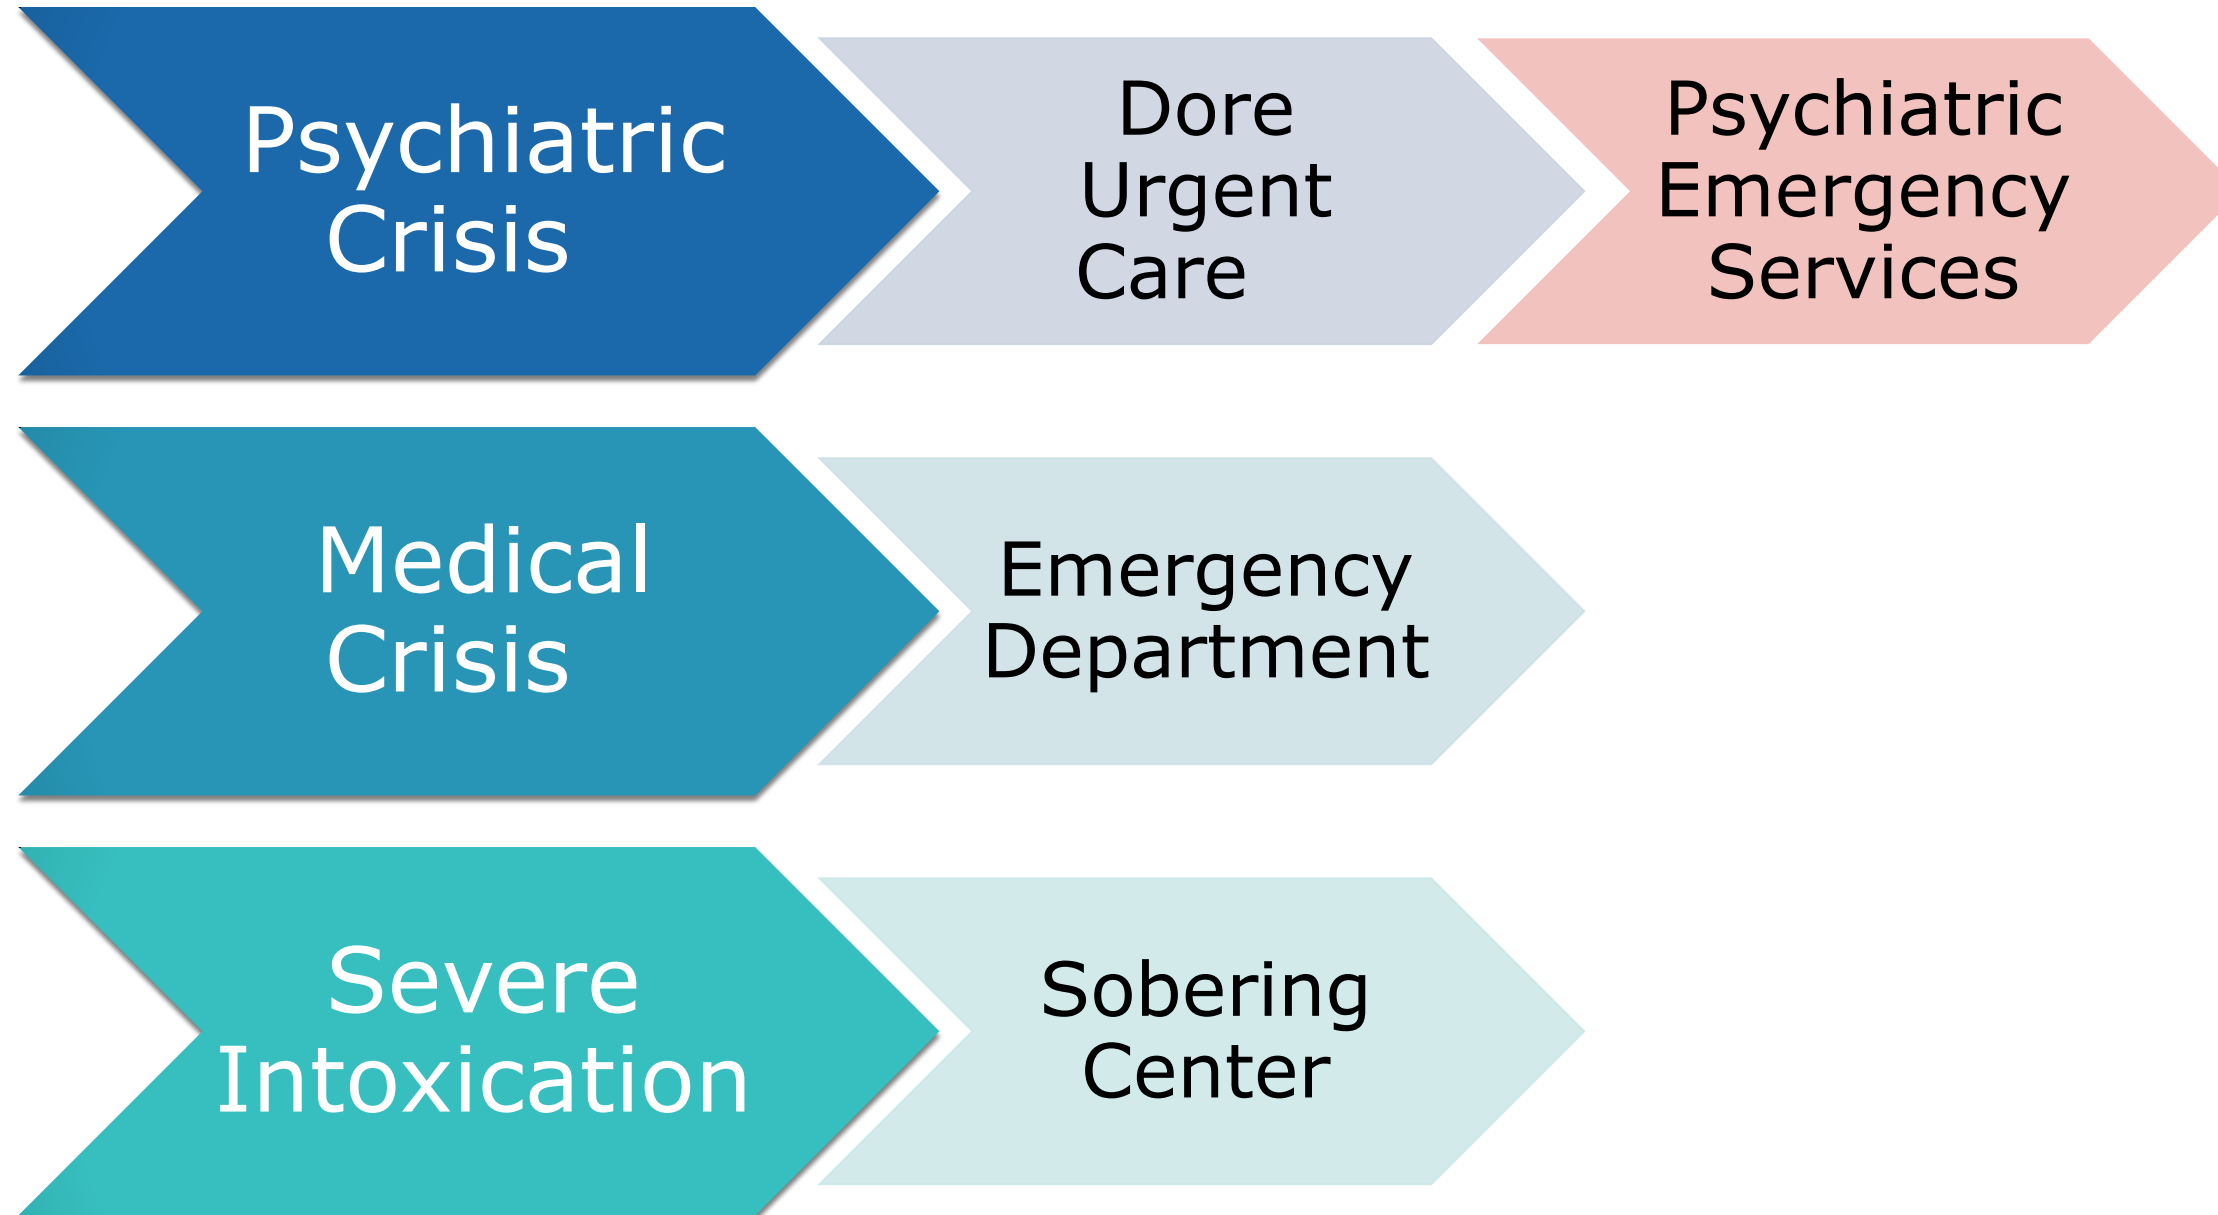 Psychiatric
Crisis
Dore
Urgent
Care
Psychiatric
Emergency
Services
Medical
Crisis
Emergency
Department
Severe
Intoxication
Sobering
Center